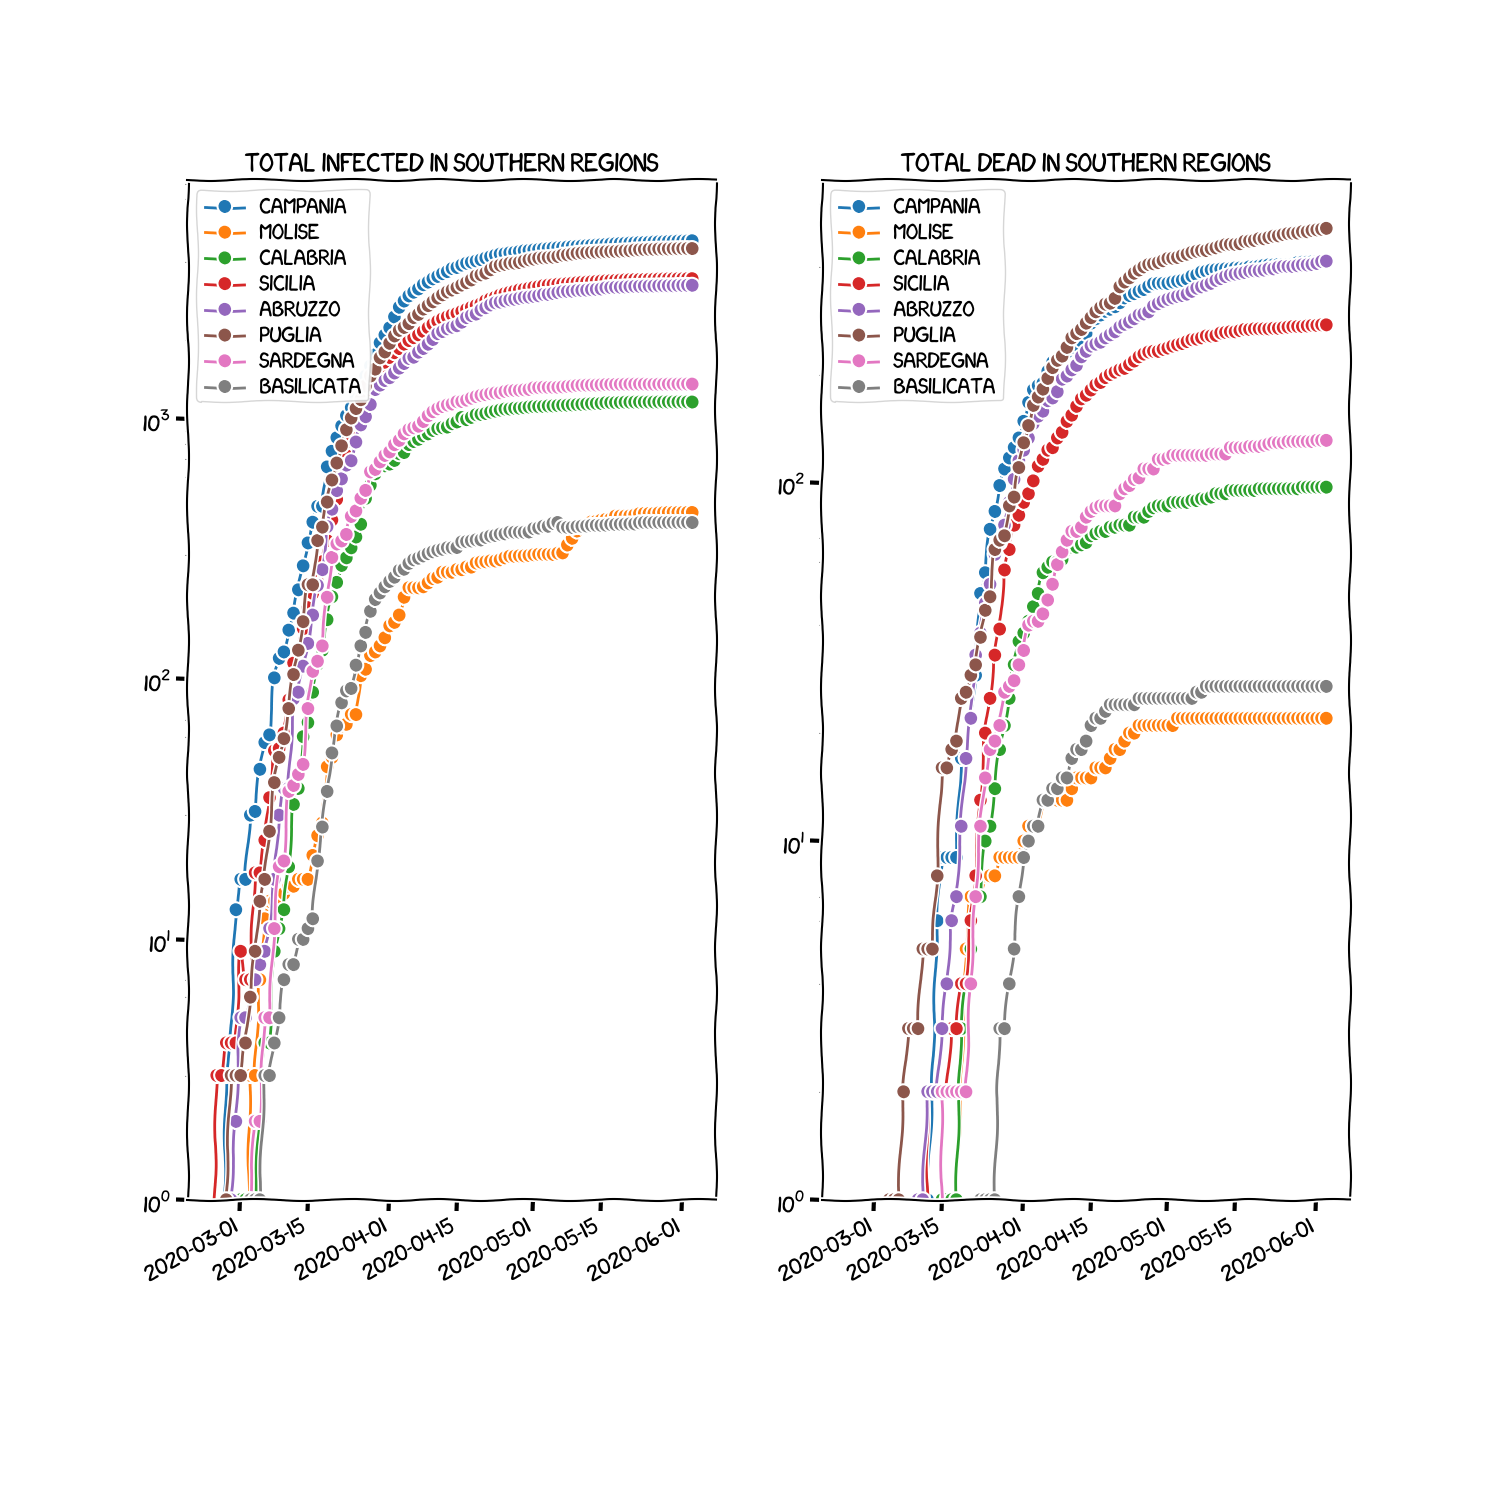 TOTAL INFECTED IN SOUTHERN REGIONS
CAMPANIA
MOLISE
CALABRIA
SICILIA
ABRUZZO
PUGLIA
SARDEGNA
BASILICATA
10³
10²
10¹
10⁰
2020-03-01
2020-03-15
2020-04-01
2020-04-15
2020-05-01
2020-05-15
2020-06-01
TOTAL DEAD IN SOUTHERN REGIONS
CAMPANIA
MOLISE
CALABRIA
SICILIA
ABRUZZO
PUGLIA
SARDEGNA
BASILICATA
10²
10¹
10⁰
2020-03-01
2020-03-15
2020-04-01
2020-04-15
2020-05-01
2020-05-15
2020-06-01